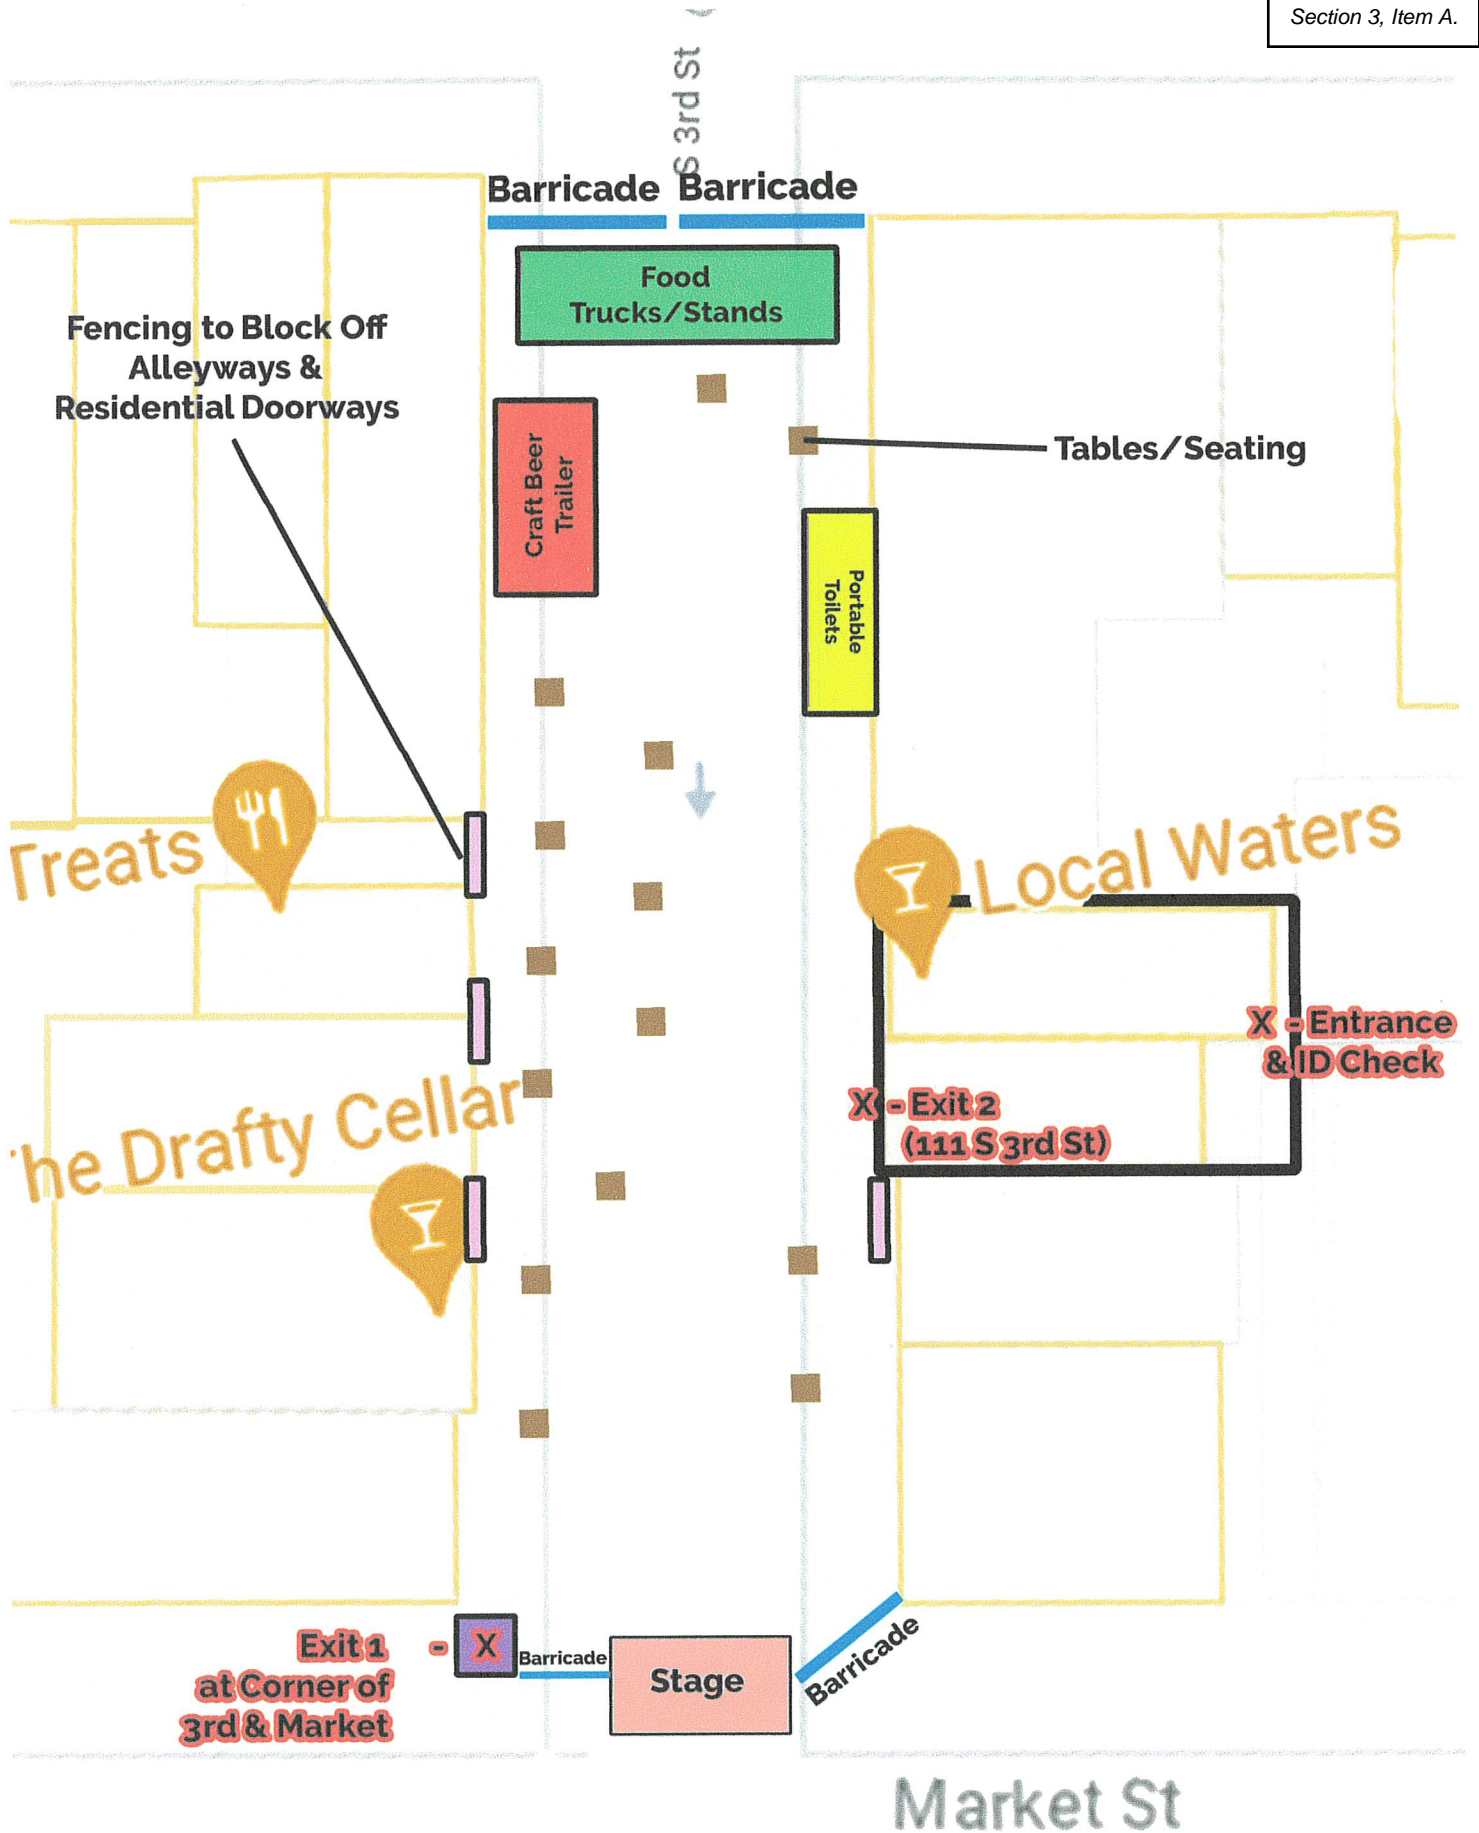 Section 3, Item A.
S 3rd St
Barricade Barricade
Food
Trucks/Stands
Fencing to Block Off
Alleyways &
Residential Doorways
Craft Beer
Trailer
Tables/Seating
Portable
Toilets
Treats
Local Waters
X - Entrance
& ID Check
X - Exit 2
(111 S 3rd St)
he Drafty Cellar
Exit 1 - X
at Corner of
3rd & Market
Barricade
Stage
Barricade
Market St